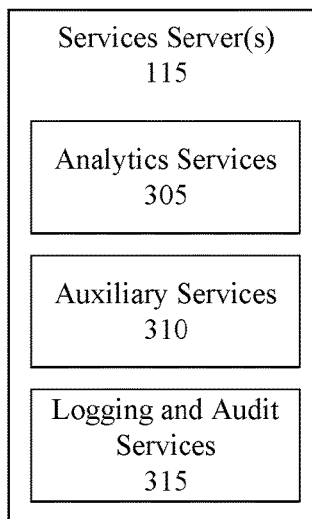 Services Server(s)
115
Analytics Services
305
Auxiliary Services
310
Logging and Audit
Services
315